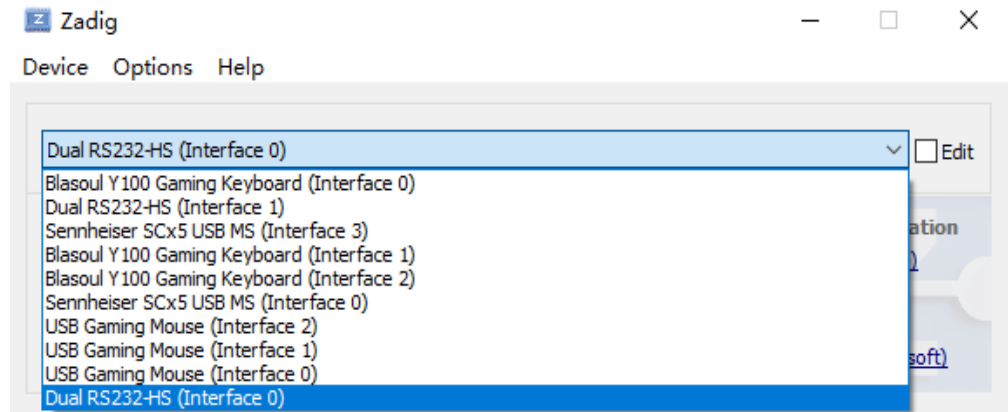 Zadig
Device Options Help
Dual RS232-HS (Interface 0)
Edit
Blasoul Y100 Gaming Keyboard (Interface 0)
Dual RS232-HS (Interface 1)
Sennheiser SCx5 USB MS (Interface 3)
ation
Blasoul Y100 Gaming Keyboard (Interface 1)
)
Blasoul Y100 Gaming Keyboard (Interface 2)
Sennheiser SCx5 USB MS (Interface 0)
USB Gaming Mouse (Interface 2)
USB Gaming Mouse (Interface 1)
soft)
USB Gaming Mouse (Interface 0)
Dual RS232-HS (Interface 0)